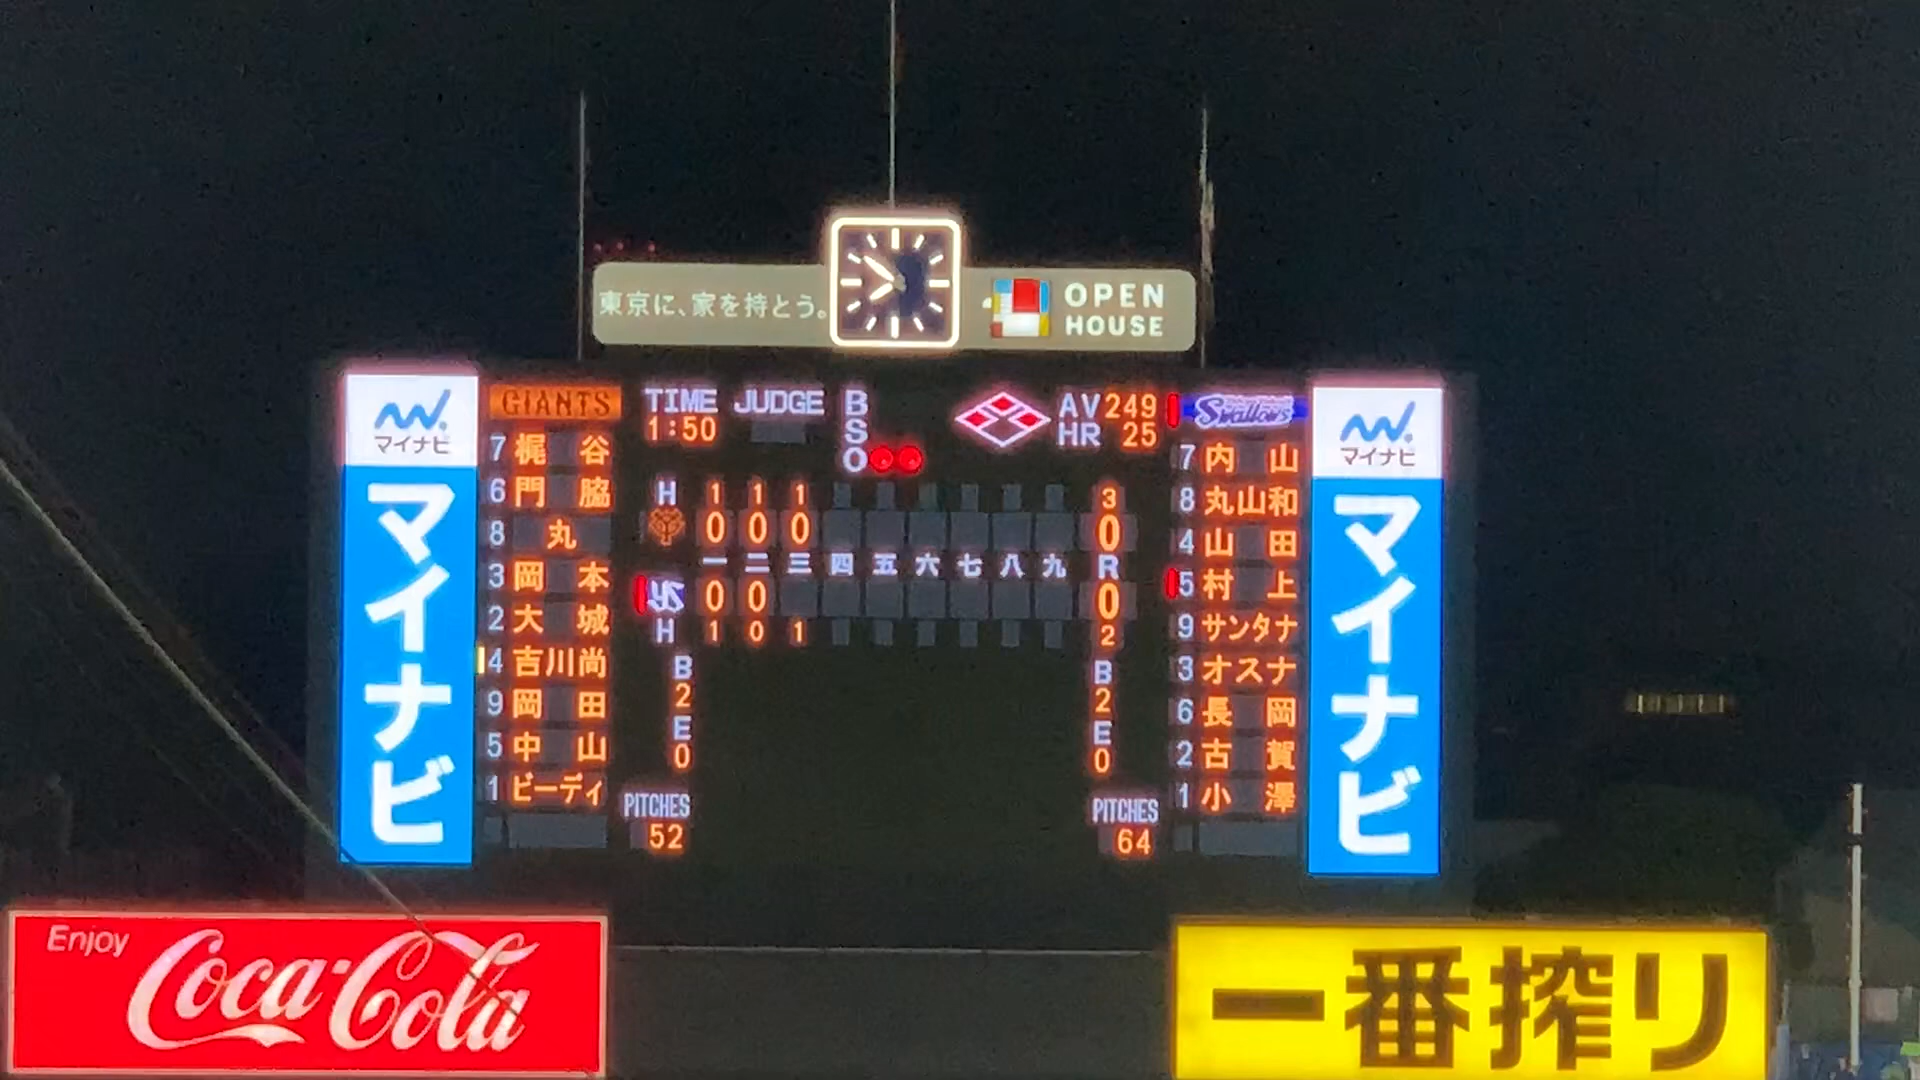 東京に、家を持とう。
OPEN
HOUSE
マイナビ
マイナビ
GIANTS
7 梶谷
6 門脇
8 丸
3 岡本
2 大城
4 吉川尚
9 岡田
5 中山
1 ビーディ
TIME
1:50
JUDGE
B
S
O
AV 249
HR 25
H 1 1 1 3
0 0 0 0
一 二 三 四 五 六 七 八 九 R
YS 0 0 0
H 1 0 1 2
B
2
E
0
PITCHES
52
B
2
E
0
PITCHES
64
Swallows
7 内山
8 丸山和
4 山田
5 村上
9 サンタナ
3 オスナ
6 長岡
2 古賀
1 小澤
マイナビ
マイナビ
Enjoy
Coca-Cola
一番搾り